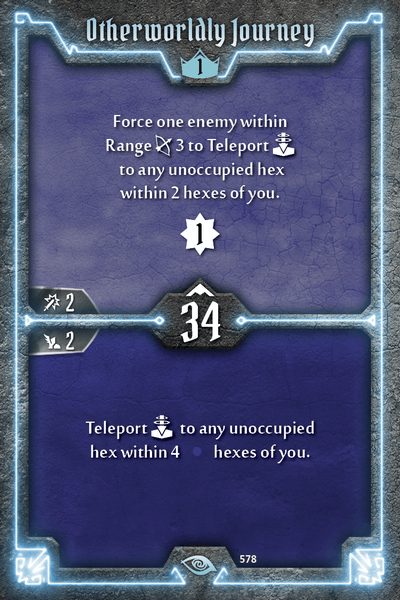 Otherworldly Journey
1
Force one enemy within
Range 3 to Teleport
to any unoccupied hex
within 2 hexes of you.
1
2
34
2
Teleport to any unoccupied
hex within 4 hexes of you.
578